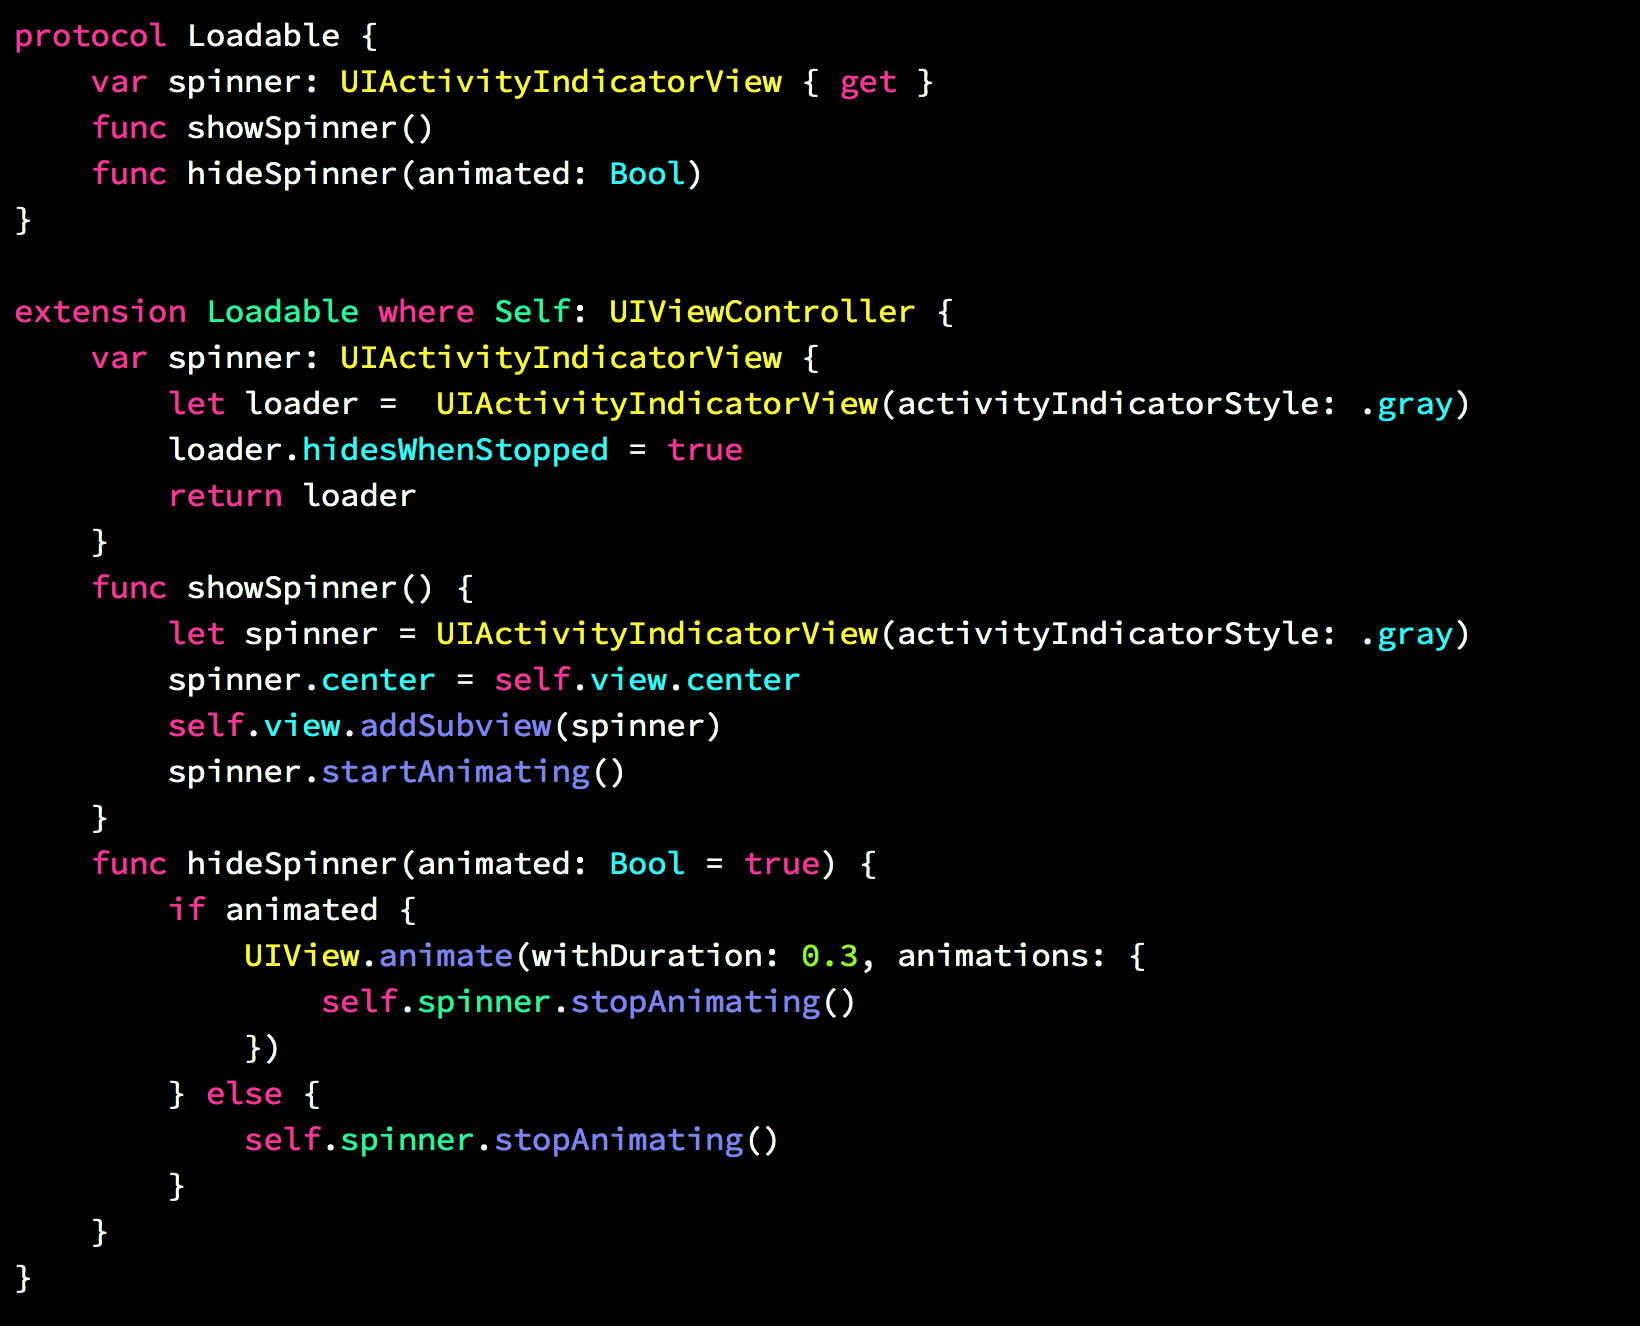 protocol Loadable {
    var spinner: UIActivityIndicatorView { get }
    func showSpinner()
    func hideSpinner(animated: Bool)
}

extension Loadable where Self: UIViewController {
    var spinner: UIActivityIndicatorView {
        let loader =  UIActivityIndicatorView(activityIndicatorStyle: .gray)
        loader.hidesWhenStopped = true
        return loader
    }
    func showSpinner() {
        let spinner = UIActivityIndicatorView(activityIndicatorStyle: .gray)
        spinner.center = self.view.center
        self.view.addSubview(spinner)
        spinner.startAnimating()
    }
    func hideSpinner(animated: Bool = true) {
        if animated {
            UIView.animate(withDuration: 0.3, animations: {
                self.spinner.stopAnimating()
            })
        } else {
            self.spinner.stopAnimating()
        }
    }
}